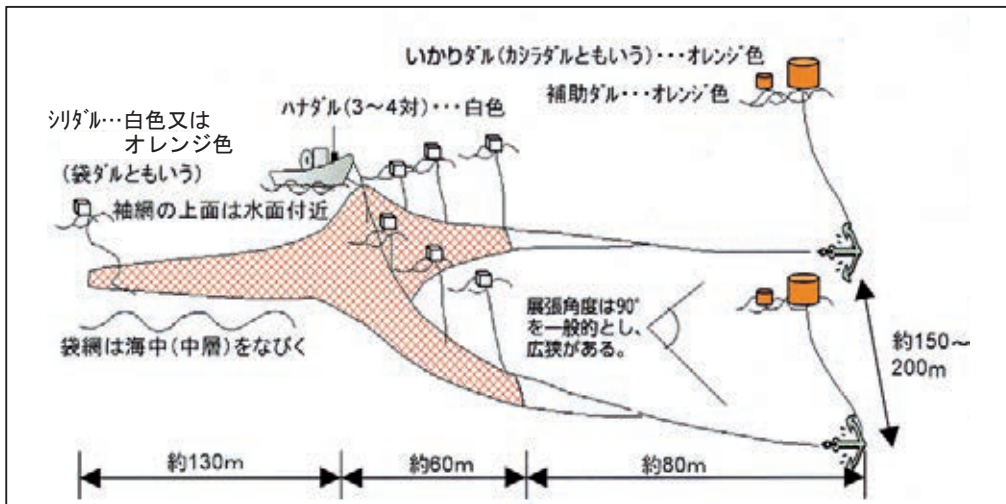 いかりダル(カシラダルともいう)・・・オレンジ色
補助ダル・・・オレンジ色
ハナダル(3～4対)・・・白色
シリダル…白色又は
オレンジ色
(袋ダルともいう)
袖網の上面は水面付近
展張角度は90°
を一般的とし、
広狭がある。
袋網は海中(中層)をなびく
約150～
200m
約130m
約60m
約80m